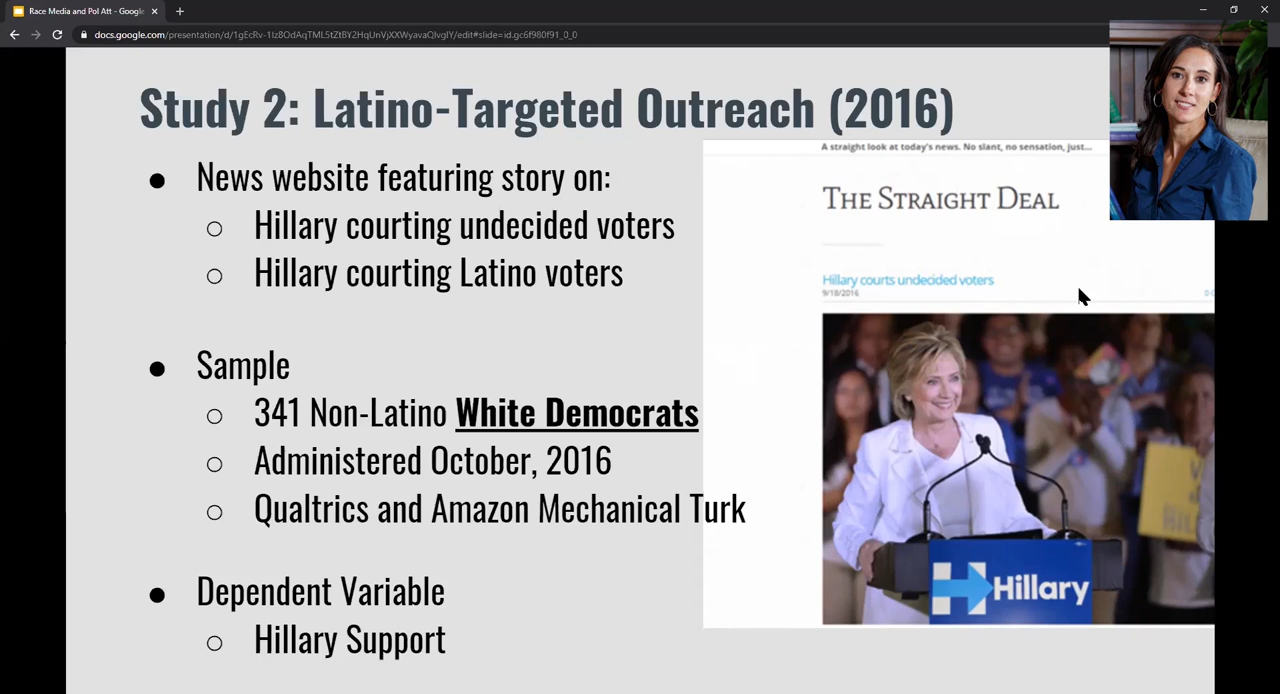 Race Media and Pol Att - Google
docs.google.com/presentation/d/1gEcRv-1Iz8OdAqTML5tZtBY2HqUnVjXXWyavaQIvgIY/edit#slide=id.gc6f980f91_0_0
Study 2: Latino-Targeted Outreach (2016)
A straight look at today's news. No slant, no sensation, just...
● News website featuring story on:
THE STRAIGHT DEAL
○ Hillary courting undecided voters
○ Hillary courting Latino voters
Hillary courts undecided voters
9/18/2016
● Sample
○ 341 Non-Latino White Democrats
○ Administered October, 2016
○ Qualtrics and Amazon Mechanical Turk
● Dependent Variable
Hillary
○ Hillary Support